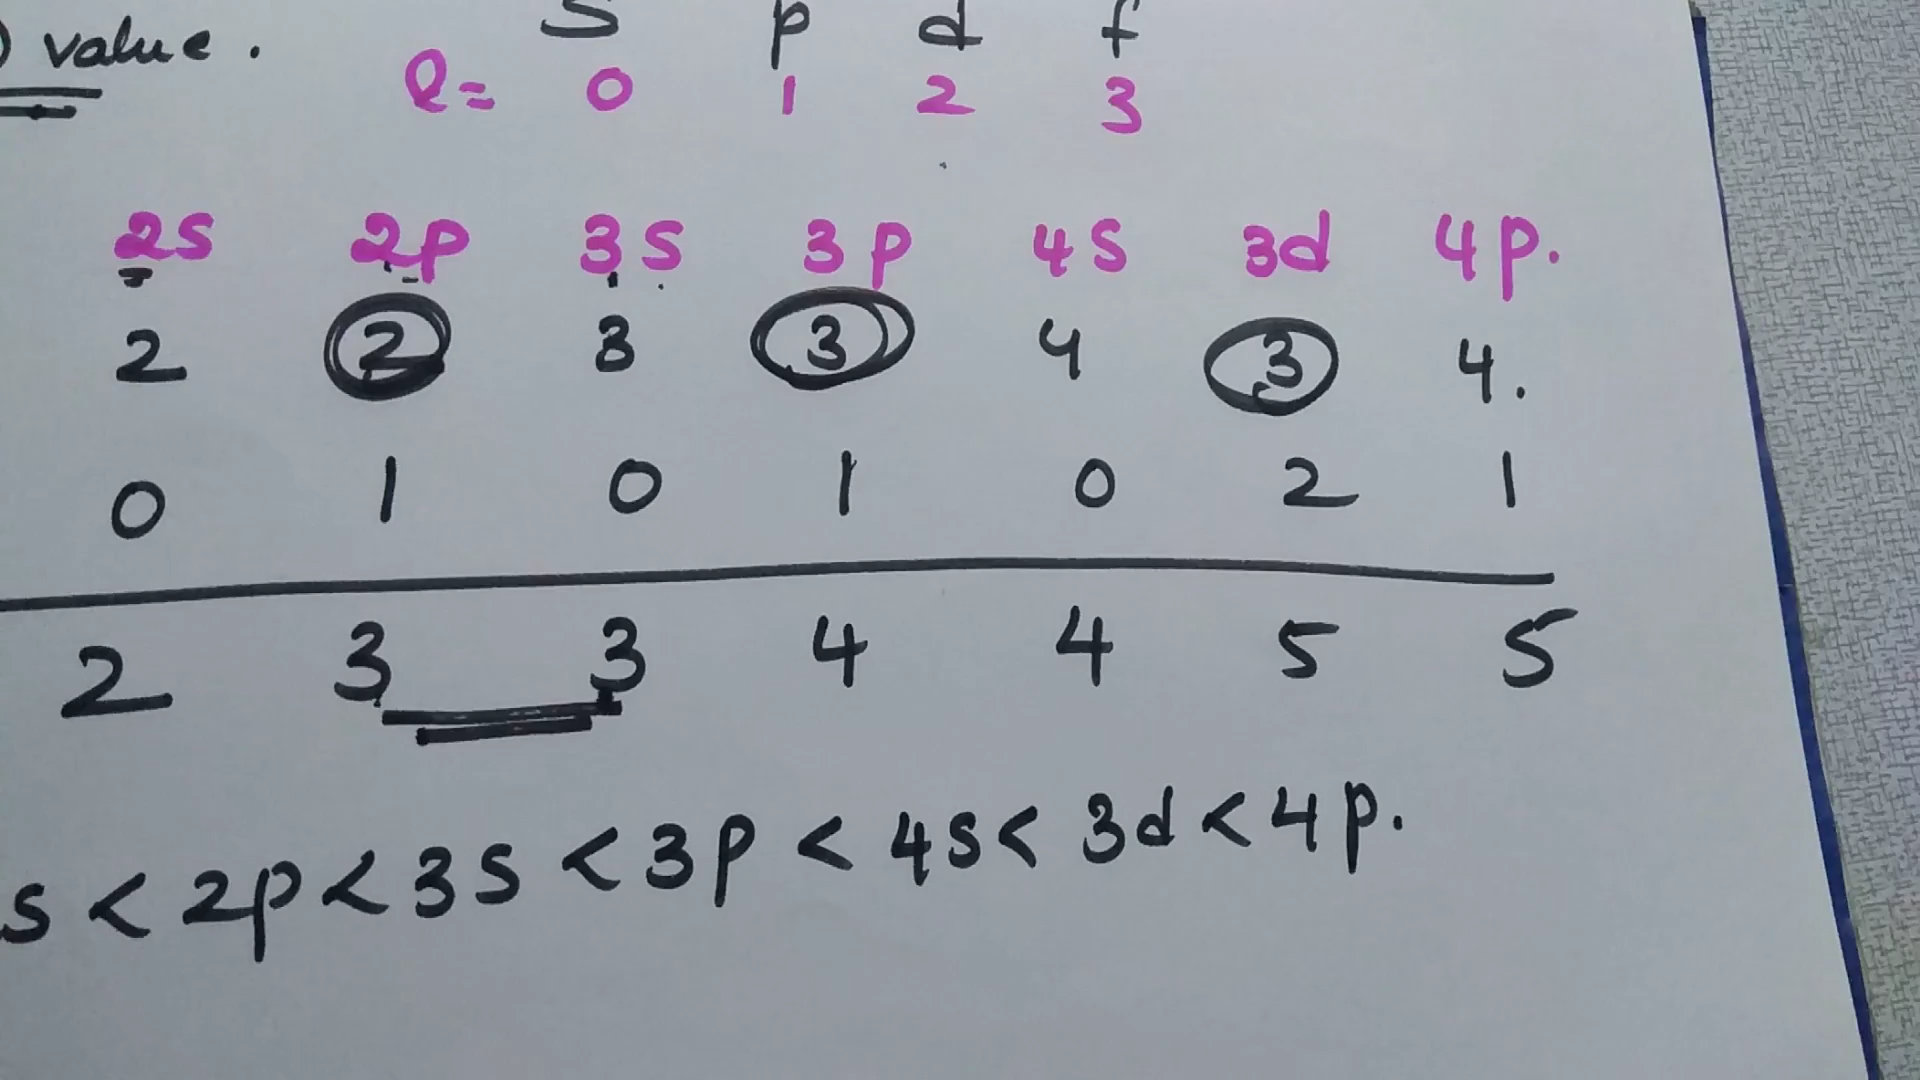 value. s p d f
l= 0 1 2 3
2s 2p 3s 3p 4s 3d 4p.
2 2 3 3 4 3 4.
0 1 0 1 0 2 1
2 3 3 4 4 5 5
s < 2p < 3s < 3p < 4s < 3d < 4p.